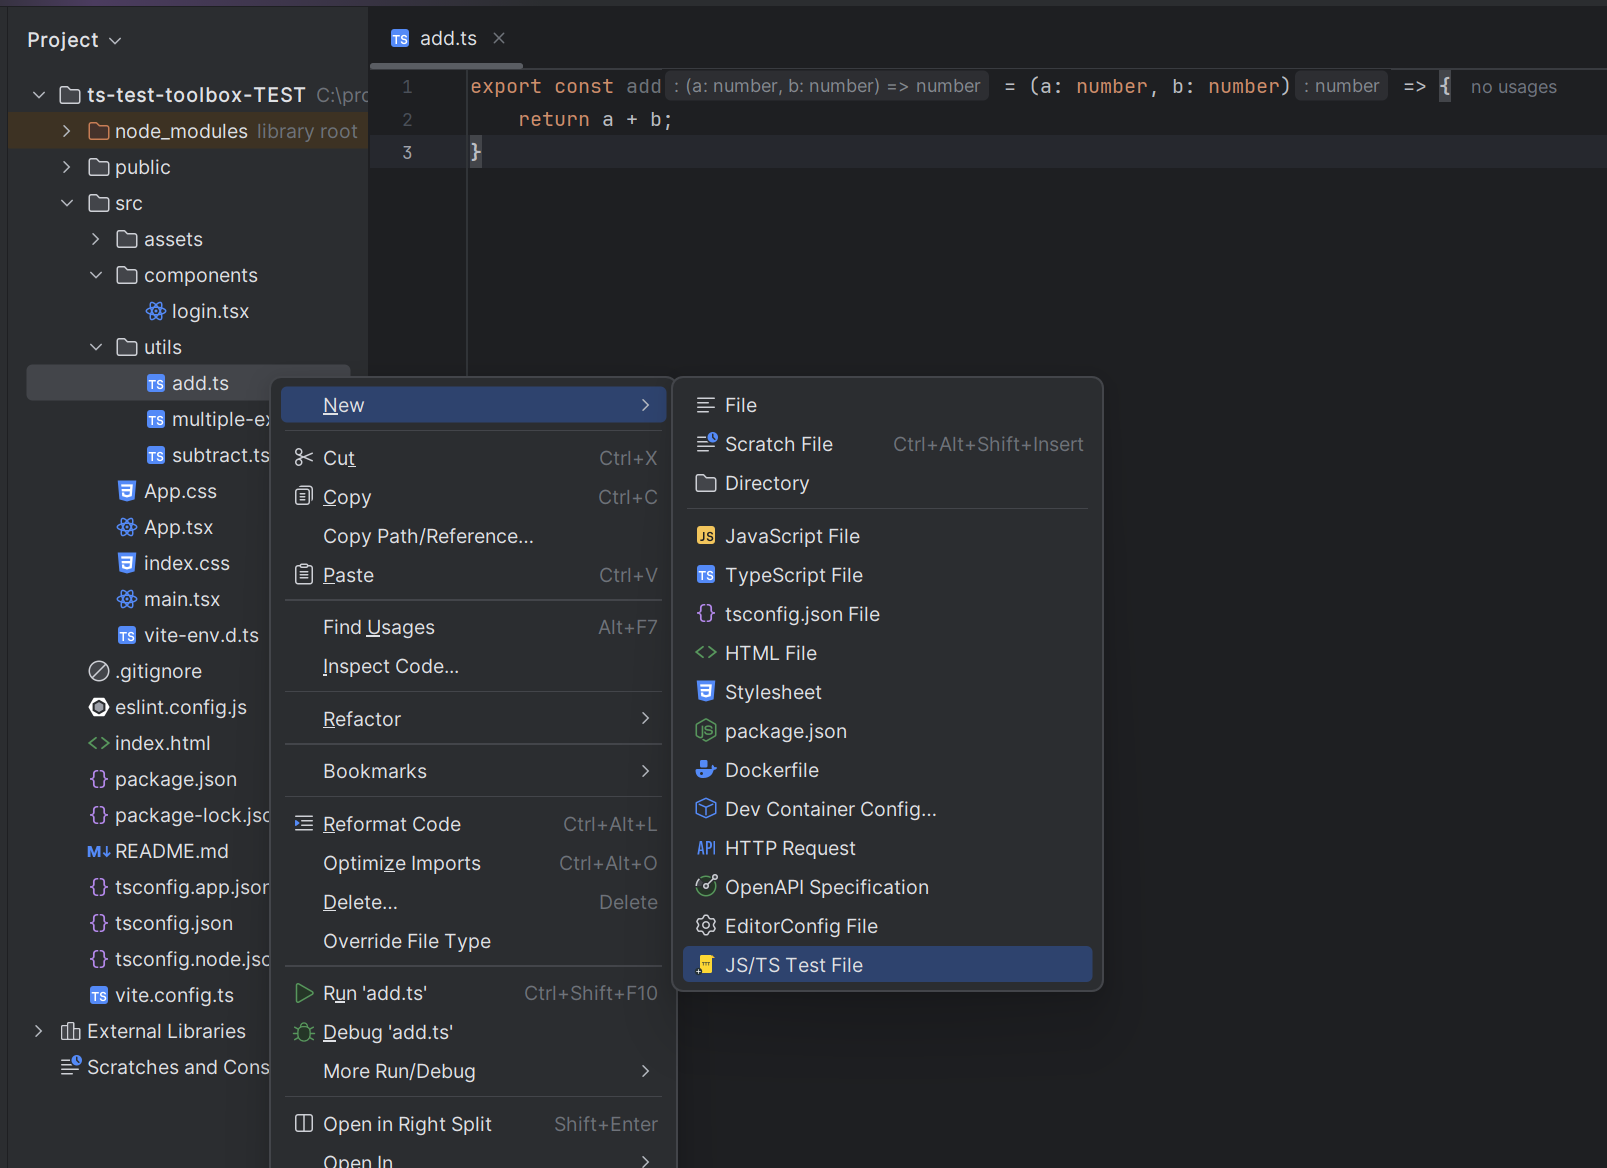 Project
add.ts
ts-test-toolbox-TEST C:\prc
node_modules library root
public
src
assets
components
login.tsx
utils
add.ts
multiple-ex
subtract.ts
App.css
App.tsx
index.css
main.tsx
vite-env.d.ts
.gitignore
eslint.config.js
index.html
package.json
package-lock.jsc
README.md
tsconfig.app.jsor
tsconfig.json
tsconfig.node.jsc
vite.config.ts
External Libraries
Scratches and Cons
1 export const add : (a: number, b: number) => number = (a: number, b: number) : number => { no usages
2 return a + b;
3 }
New
Cut Ctrl+X
Copy Ctrl+C
Copy Path/Reference...
Paste Ctrl+V
Find Usages Alt+F7
Inspect Code...
Refactor
Bookmarks
Reformat Code Ctrl+Alt+L
Optimize Imports Ctrl+Alt+O
Delete... Delete
Override File Type
Run 'add.ts' Ctrl+Shift+F10
Debug 'add.ts'
More Run/Debug
Open in Right Split Shift+Enter
Open In
File
Scratch File Ctrl+Alt+Shift+Insert
Directory
JavaScript File
TypeScript File
tsconfig.json File
HTML File
Stylesheet
package.json
Dockerfile
Dev Container Config...
HTTP Request
OpenAPI Specification
EditorConfig File
JS/TS Test File